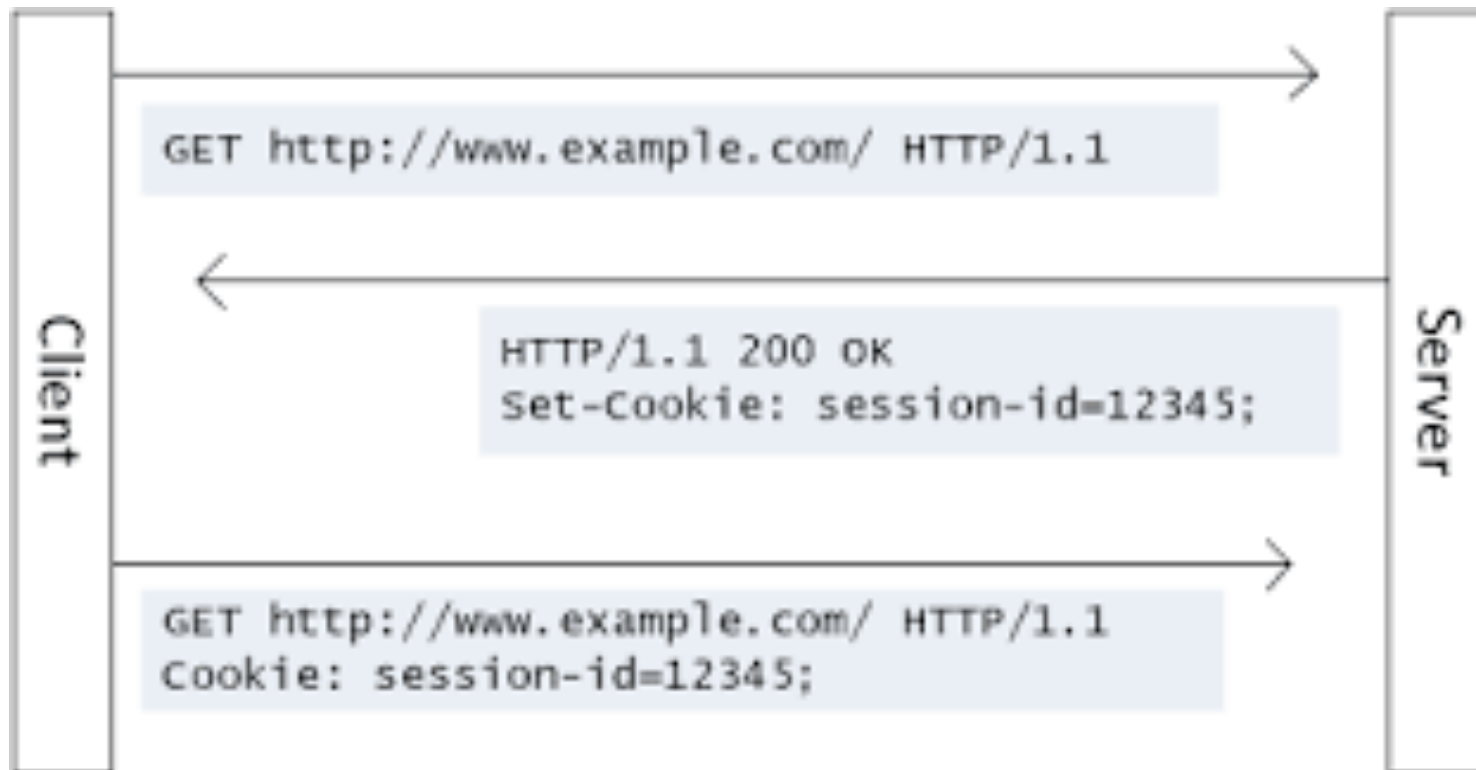 Client
Server
GET http://www.example.com/ HTTP/1.1
HTTP/1.1 200 OK
Set-Cookie: session-id=12345;
GET http://www.example.com/ HTTP/1.1
Cookie: session-id=12345;